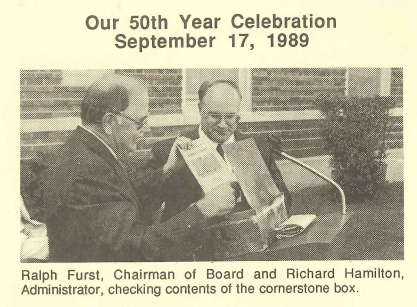 Our 50th Year Celebration
September 17, 1989
Ralph Furst, Chairman of Board and Richard Hamilton,
Administrator, checking contents of the cornerstone box.